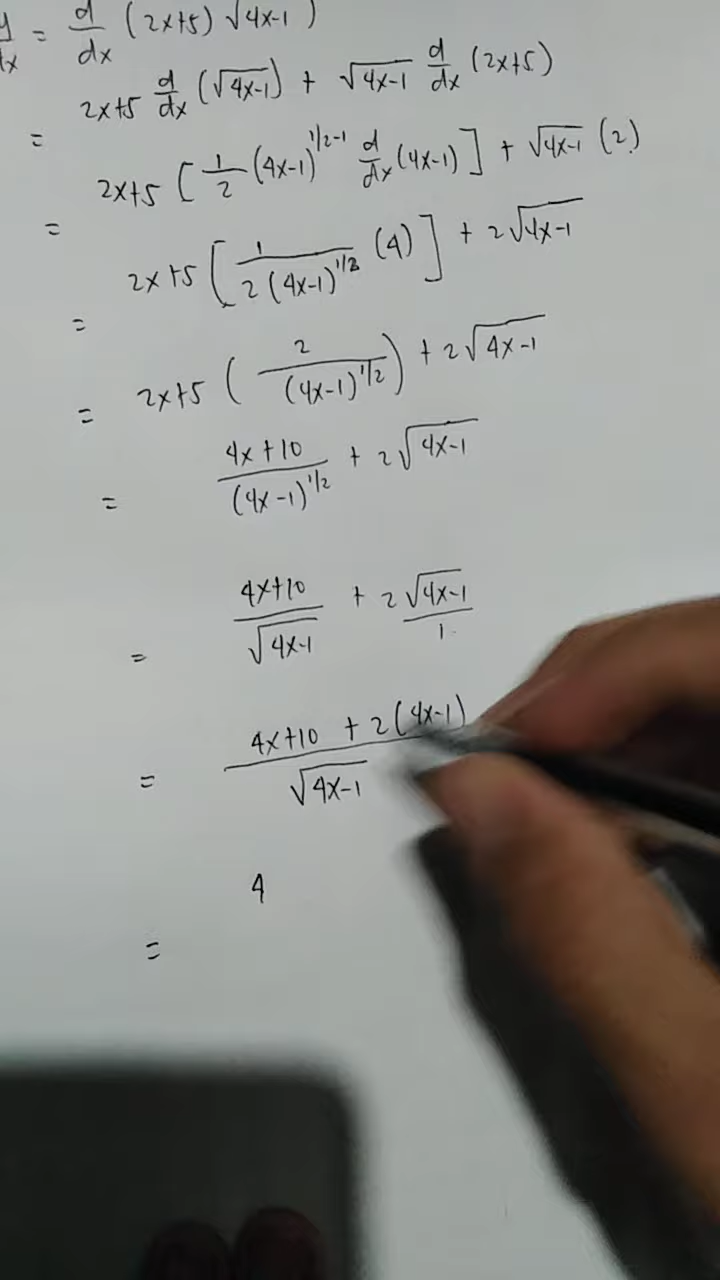 y/dx = d/dx (2x+5) √4x-1)
= 2x+5 d/dx (√4x-1) + √4x-1 d/dx (2x+5)
= 2x+5 [ 1/2 (4x-1)^1/2-1 d/dx (4x-1) ] + √4x-1 (2)
= 2x+5 [ 1/2(4x-1)^1/2 (4) ] + 2√4x-1
= 2x+5 ( 2/(4x-1)^1/2 ) + 2√4x-1
= 4x+10/(4x-1)^1/2 + 2√4x-1
= 4x+10/√4x-1 + 2√4x-1/1
= 4x+10 + 2(4x-1)/√4x-1
= 4